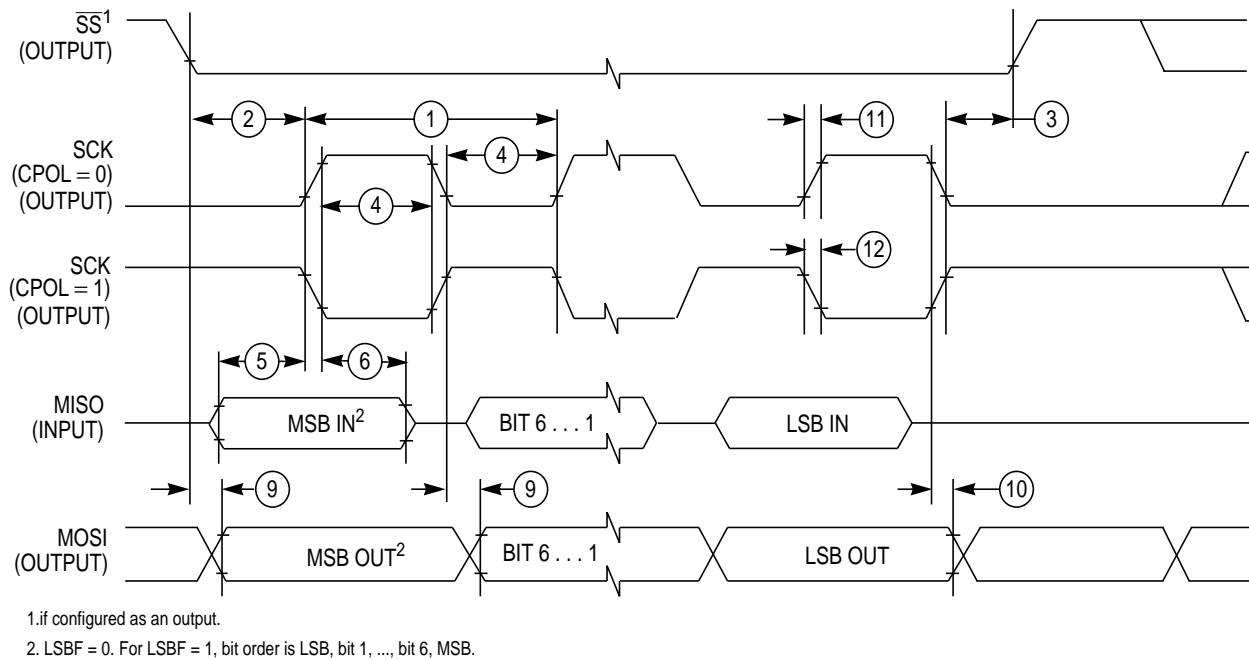 SS¹
(OUTPUT)
2
1
11
3
SCK
(CPOL = 0)
(OUTPUT)
4
4
12
SCK
(CPOL = 1)
(OUTPUT)
5
6
MISO
(INPUT)
MSB IN²
BIT 6 . . . 1
LSB IN
9
9
10
MOSI
(OUTPUT)
MSB OUT²
BIT 6 . . . 1
LSB OUT
1.if configured as an output.
2. LSBF = 0. For LSBF = 1, bit order is LSB, bit 1, ..., bit 6, MSB.